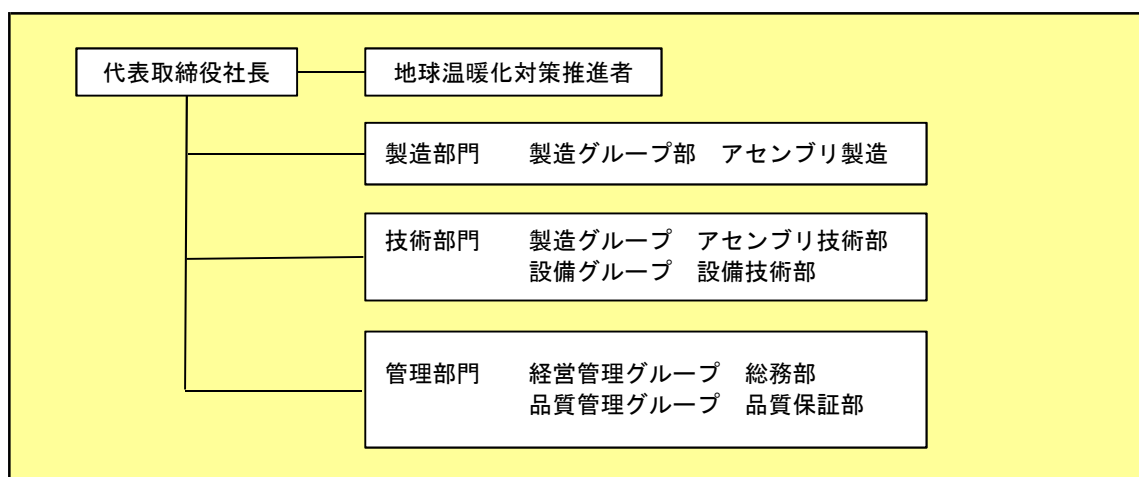 代表取締役社長　地球温暖化対策推進者
製造部門　製造グループ部　アセンブリ製造
技術部門　製造グループ　アセンブリ技術部
設備グループ　設備技術部
管理部門　経営管理グループ　総務部
品質管理グループ　品質保証部